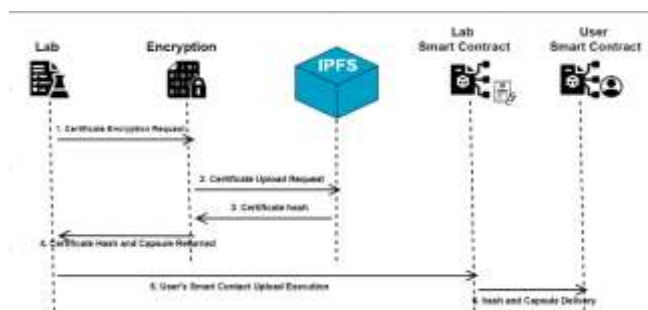 Lab
Encryption
IPFS
Lab
Smart Contract
User
Smart Contract
1. Certificate Encryption Request
2. Certificate Upload Request
3. Certificate hash
4. Certificate Hash and Capsule Returned
5. User's Smart Contact Upload Execution
hash and Capsule Delivery